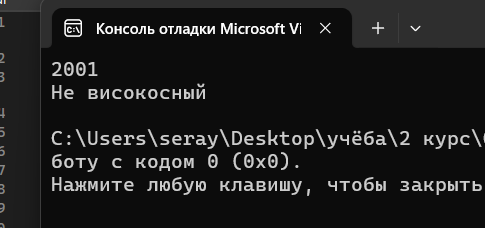 Консоль отладки Microsoft Vi
2001
Не високосный
C:\Users\seray\Desktop\учёба\2 курс\
боту с кодом 0 (0x0).
Нажмите любую клавишу, чтобы закрыть